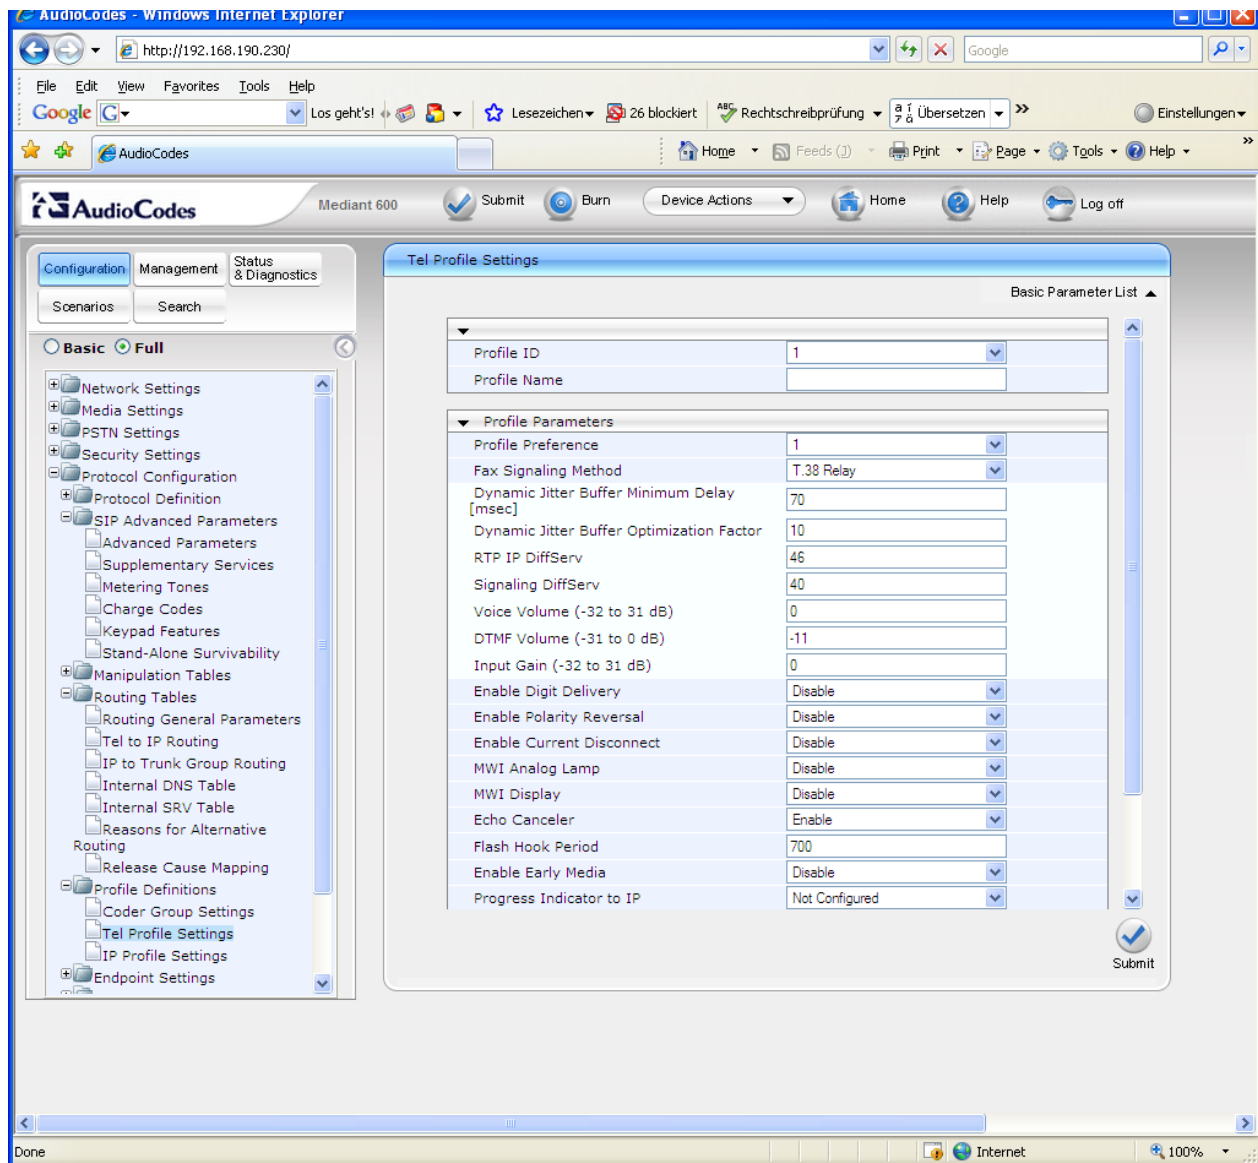 AudioCodes - Windows Internet Explorer
http://192.168.190.230/
Google
File Edit View Favorites Tools Help
Google G Los geht's! Lesezeichen 26 blockiert ABC Rechtschreibprüfung Übersetzen » Einstellungen
AudioCodes Home Feeds (J) Print Page Tools Help »
AudioCodes Mediant 600 Submit Burn Device Actions Home Help Log off
Configuration Management Status & Diagnostics
Scenarios Search
Basic Full
Network Settings
Media Settings
PSTN Settings
Security Settings
Protocol Configuration
Protocol Definition
SIP Advanced Parameters
Advanced Parameters
Supplementary Services
Metering Tones
Charge Codes
Keypad Features
Stand-Alone Survivability
Manipulation Tables
Routing Tables
Routing General Parameters
Tel to IP Routing
IP to Trunk Group Routing
Internal DNS Table
Internal SRV Table
Reasons for Alternative
Routing
Release Cause Mapping
Profile Definitions
Coder Group Settings
Tel Profile Settings
IP Profile Settings
Endpoint Settings
Tel Profile Settings
Basic Parameter List
Profile ID 1
Profile Name
Profile Parameters
Profile Preference 1
Fax Signaling Method T.38 Relay
Dynamic Jitter Buffer Minimum Delay
[msec] 70
Dynamic Jitter Buffer Optimization Factor 10
RTP IP DiffServ 46
Signaling DiffServ 40
Voice Volume (-32 to 31 dB) 0
DTMF Volume (-31 to 0 dB) -11
Input Gain (-32 to 31 dB) 0
Enable Digit Delivery Disable
Enable Polarity Reversal Disable
Enable Current Disconnect Disable
MWI Analog Lamp Disable
MWI Display Disable
Echo Canceler Enable
Flash Hook Period 700
Enable Early Media Disable
Progress Indicator to IP Not Configured
Submit
Done Internet 100%